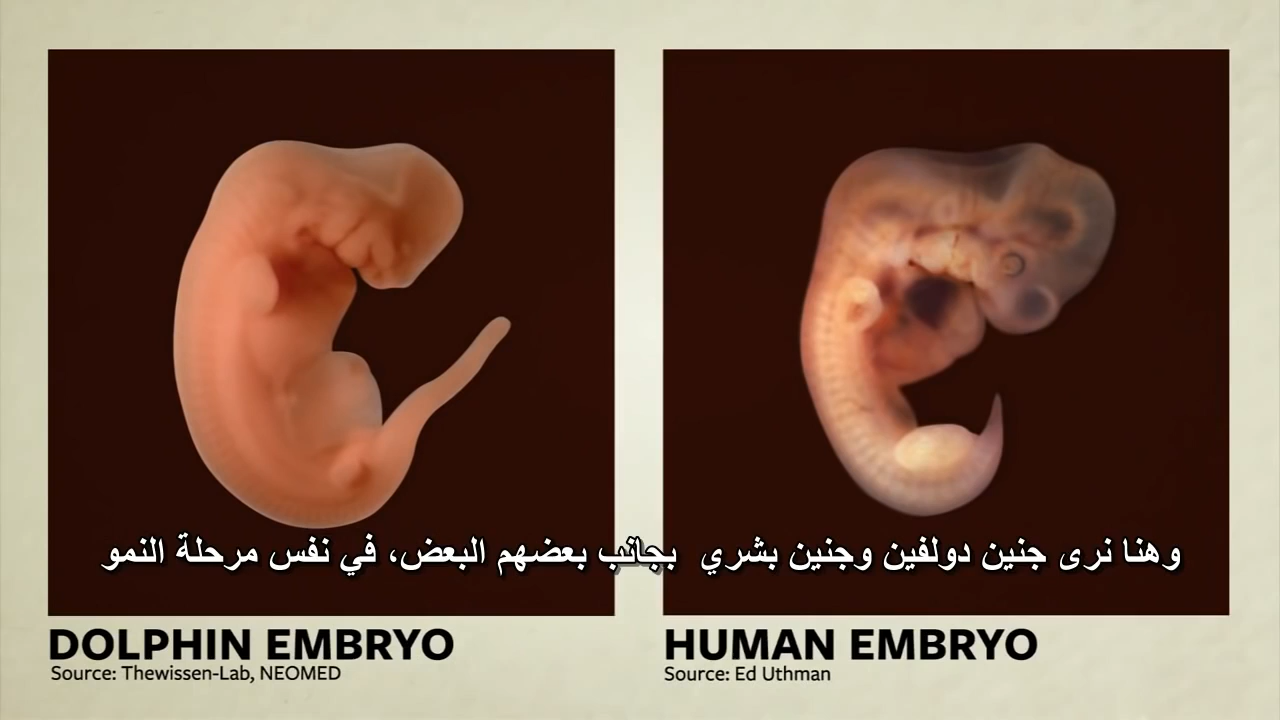 وهنا نرى جنين دولفين وجنين بشري بجانب بعضهم البعض، في نفس مرحلة النمو
DOLPHIN EMBRYO
Source: Thewissen-Lab, NEOMED
HUMAN EMBRYO
Source: Ed Uthman